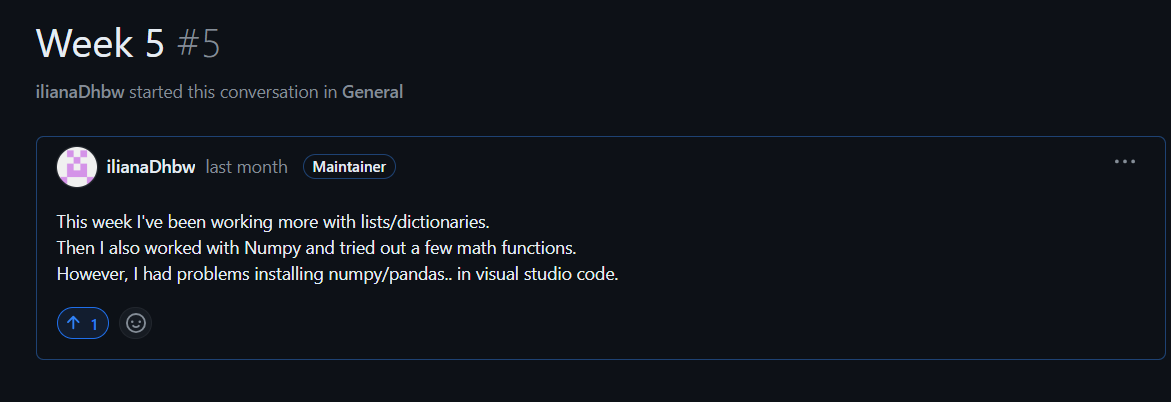 Week 5 #5
ilianaDhbw started this conversation in General
ilianaDhbw last month Maintainer
This week I've been working more with lists/dictionaries.
Then I also worked with Numpy and tried out a few math functions.
However, I had problems installing numpy/pandas.. in visual studio code.
1